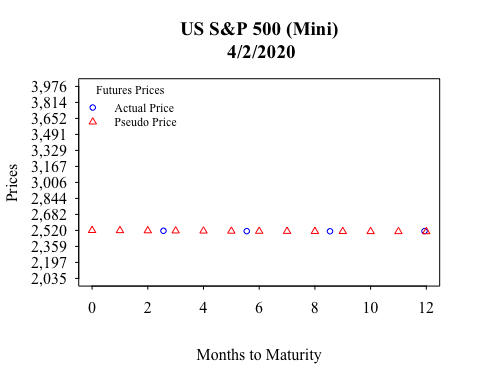 US S&P 500 (Mini)
4/2/2020
Futures Prices
Actual Price
Pseudo Price
Prices
3,976
3,814
3,652
3,491
3,329
3,167
3,006
2,844
2,682
2,520
2,359
2,197
2,035
0 2 4 6 8 10 12
Months to Maturity